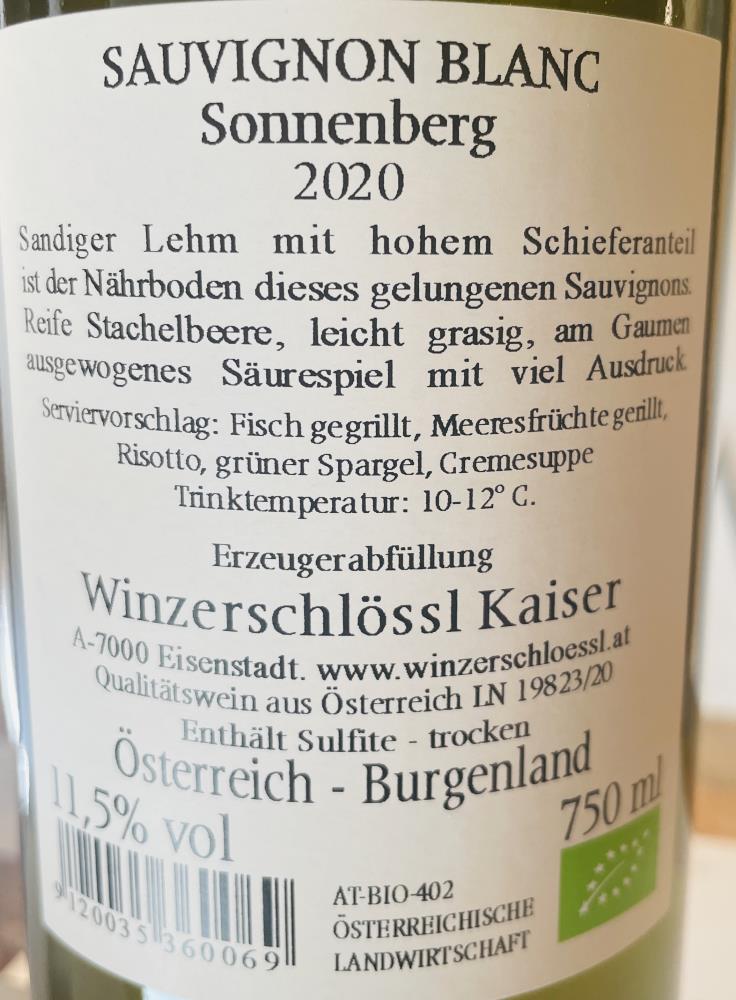 SAUVIGNON BLANC
Sonnenberg
2020
Sandiger Lehm mit hohem Schieferanteil
ist der Nährboden dieses gelungenen Sauvignons.
Reife Stachelbeere, leicht grasig, am Gaumen
ausgewogenes Säurespiel mit viel Ausdruck.
Serviervorschlag: Fisch gegrillt, Meeresfrüchte gerillt,
Risotto, grüner Spargel, Cremesuppe
Trinktemperatur: 10-12° C.
Erzeugerabfüllung
Winzerschlössl Kaiser
A-7000 Eisenstadt. www.winzerschloessl.at
Qualitätswein aus Österreich LN 19823/20
Enthält Sulfite - trocken
Österreich - Burgenland
11,5% vol
750 ml
9120035360069
AT-BIO-402
ÖSTERREICHISCHE
LANDWIRTSCHAFT